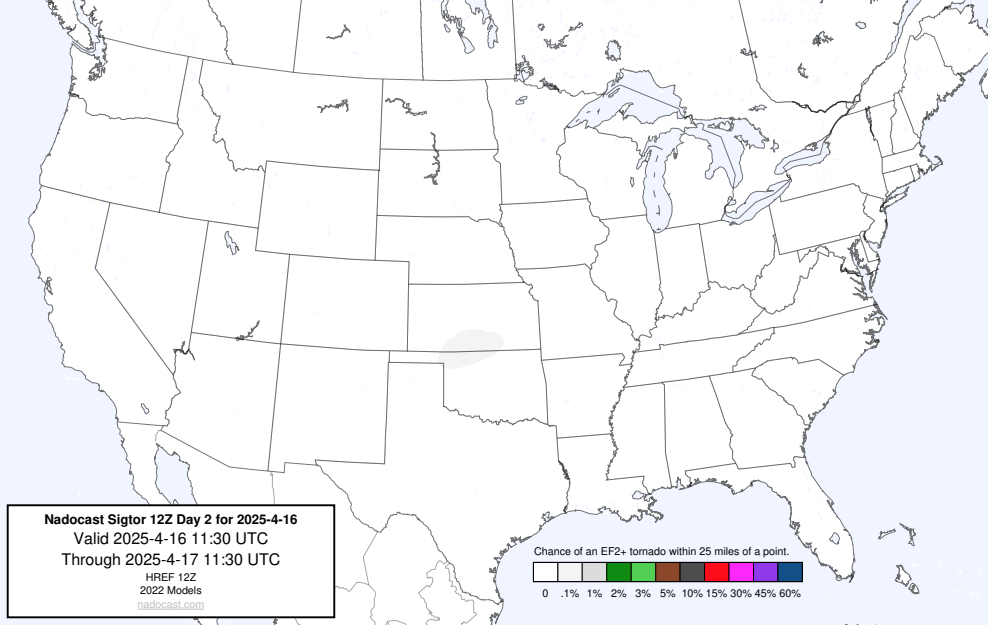 Nadocast Sigtor 12Z Day 2 for 2025-4-16
Valid 2025-4-16 11:30 UTC
Through 2025-4-17 11:30 UTC
HREF 12Z
2022 Models
nadocast.com
Chance of an EF2+ tornado within 25 miles of a point.
0 .1% 1% 2% 3% 5% 10% 15% 30% 45% 60%